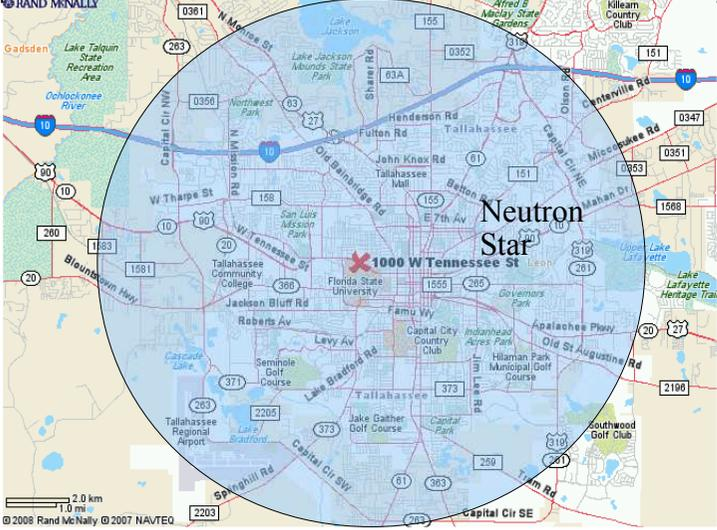 RAND MCNALLY
0361
N Monroe St
Lake
Jackson
155
Alfred B
Maclay State
Gardens
Killearn
Country
Club
Gadsden
Lake Talquin
State
Recreation
Area
263
Lake Jackson
Mounds State
Park
Sharer Rd
0352
319
151
63A
Olson Rd
10
Centerville Rd
Ochlockonee
River
Capital Cir NW
0356
Northwest
Park
63
27
Henderson Rd
Tallahassee
0347
10
N Mission Rd
Fulton Rd
Capital Cir NE
Miccosukee Rd
0351
10
Old Bainbridge Rd
John Knox Rd
61
0353
90
Tallahassee
Mall
151
10
W Tharpe St
158
155
Betton
Mahan Dr
1568
San Luis
Mission
Park
E 7th Av
Neutron
Star
90
10
90
10
260
1583
20
W Tennessee St
319
Upper Lake
Lafayette
1581
Tallahassee
Community
College
1000 W Tennessee St
Leon
261
20
Blountstown Hwy
366
Florida State
University
1555
265
Governors
Park
Lake
Lafayette
Heritage Trail
Jackson Bluff Rd
Famu Wy
Roberts Av
Capital City
Country
Club
Indianhead
Acres Park
Apalachee Pkwy
20
27
Levy Av
Old St Augustine Rd
Cascade
Lake
Seminole
Golf
Course
Lake Bradford Rd
Jim Lee Rd
Hilaman Park
Municipal Golf
Course
371
373
2196
Tallahassee
263
2205
Jake Gaither
Golf Course
Capital
Park
Tallahassee
Regional
Airport
Lake
Bradford
373
Southwood
Golf Club
319
Capital Cir SW
259
261
Springhill Rd
61
363
Tram Rd
2.0 km
1.0 mi
2203
263
Capital Cir SE
© 2008 Rand McNally © 2007 NAVTEQ